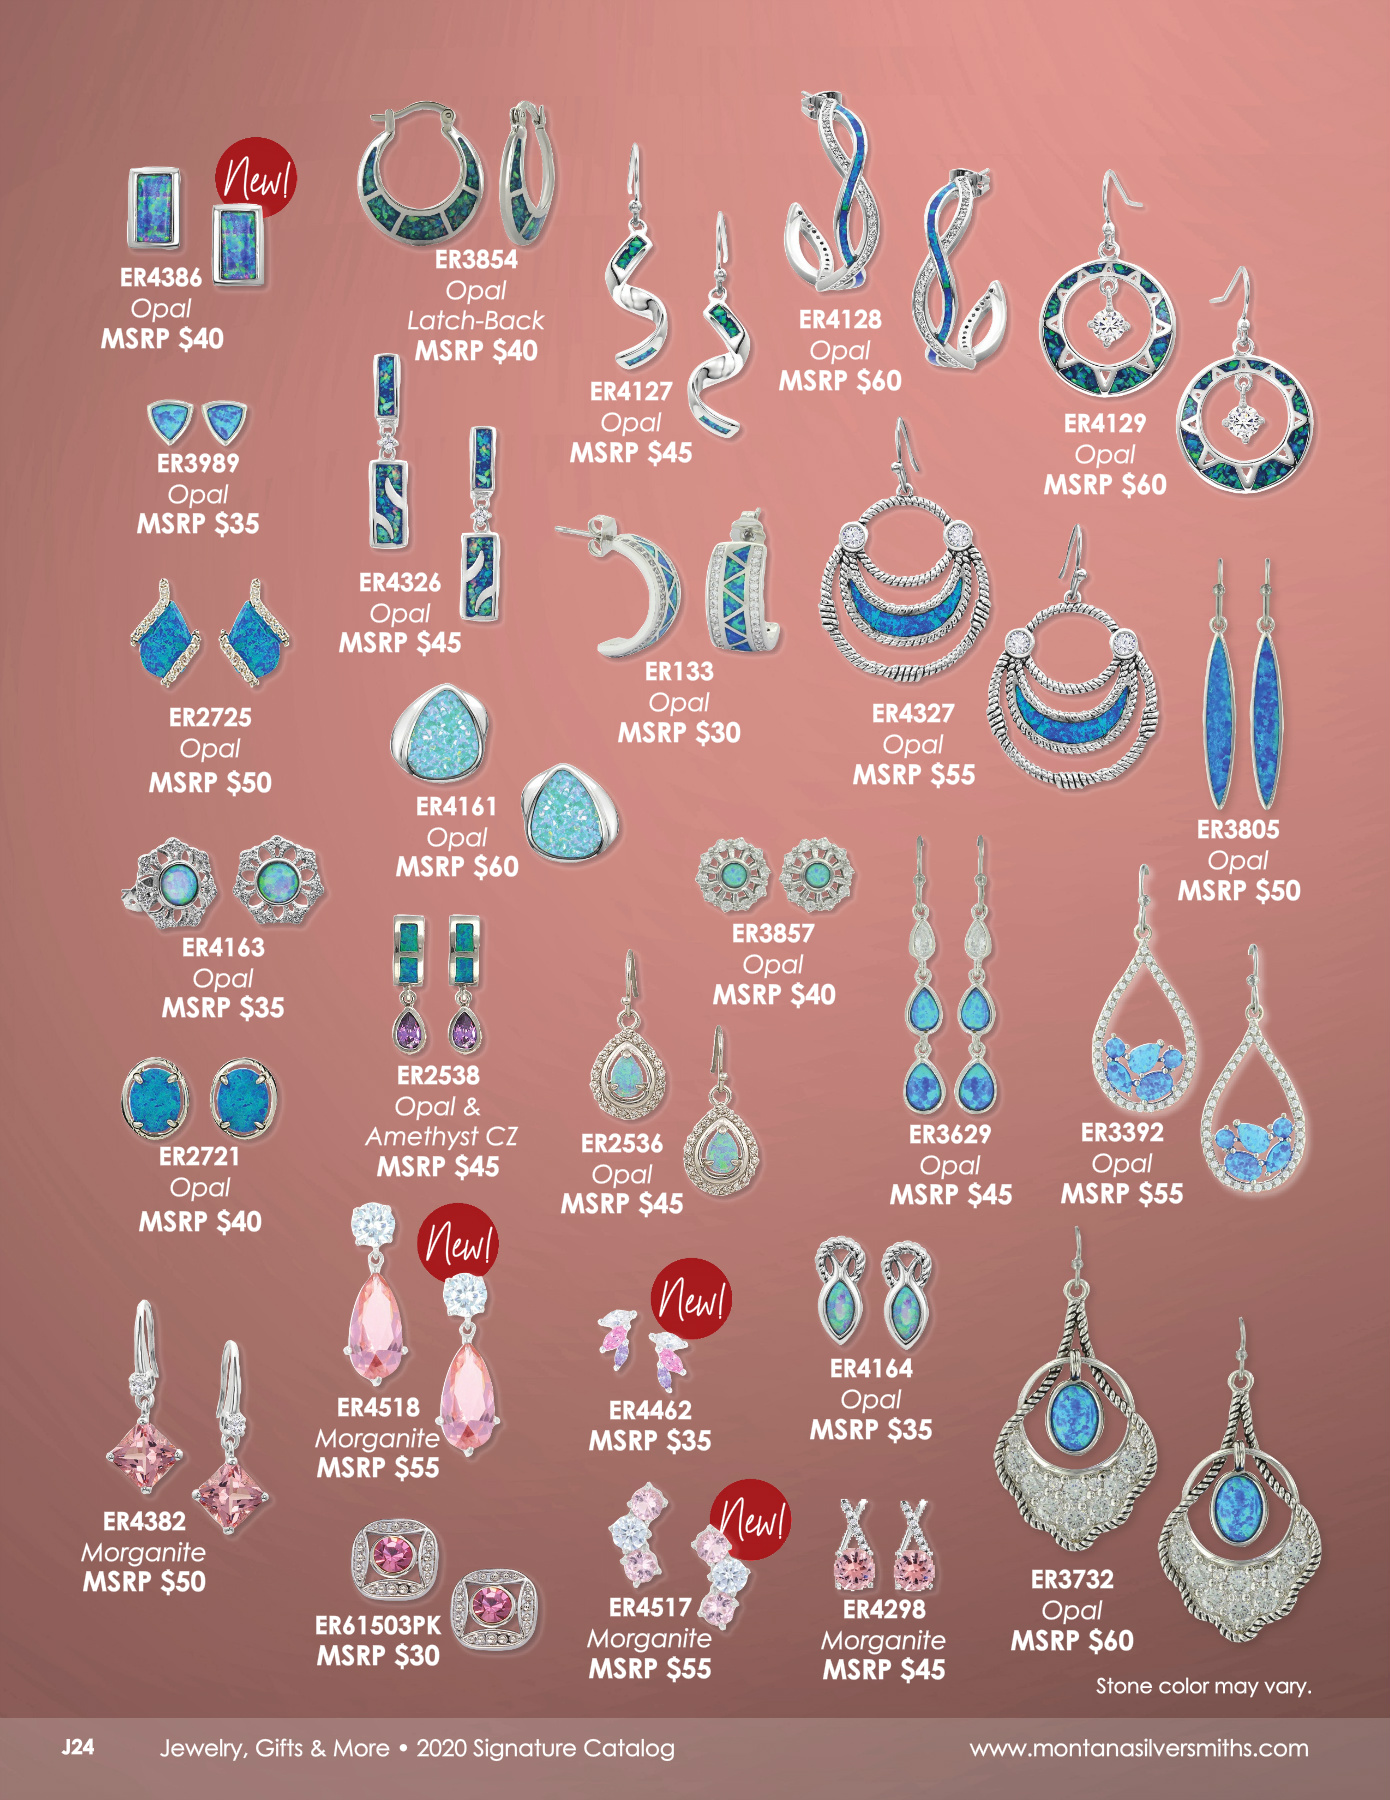 New!
ER4386
Opal
MSRP $40
ER3854
Opal
Latch-Back
MSRP $40
ER4127
Opal
MSRP $45
ER4128
Opal
MSRP $60
ER4129
Opal
MSRP $60
ER3989
Opal
MSRP $35
ER4326
Opal
MSRP $45
ER133
Opal
MSRP $30
ER4327
Opal
MSRP $55
ER2725
Opal
MSRP $50
ER4161
Opal
MSRP $60
ER3805
Opal
MSRP $50
ER4163
Opal
MSRP $35
ER3857
Opal
MSRP $40
ER2538
Opal &
Amethyst CZ
MSRP $45
ER2536
Opal
MSRP $45
ER3629
Opal
MSRP $45
ER3392
Opal
MSRP $55
ER2721
Opal
MSRP $40
New!
ER4518
Morganite
MSRP $55
New!
ER4462
MSRP $35
ER4164
Opal
MSRP $35
ER4382
Morganite
MSRP $50
ER61503PK
MSRP $30
New!
ER4517
Morganite
MSRP $55
ER4298
Morganite
MSRP $45
ER3732
Opal
MSRP $60
Stone color may vary.
J24
Jewelry, Gifts & More • 2020 Signature Catalog
www.montanasilversmiths.com